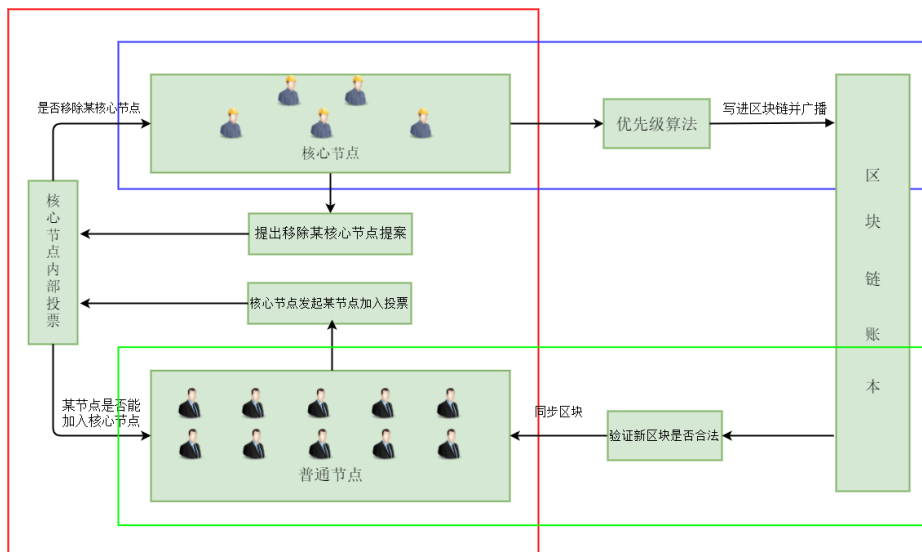 是否移除某核心节点
核心节点
优先级算法
写进区块链并广播
区块链账本
核心节点内部投票
提出移除某核心节点提案
核心节点发起某节点加入投票
某节点是否能
加入核心节点
普通节点
同步区块
验证新区块是否合法